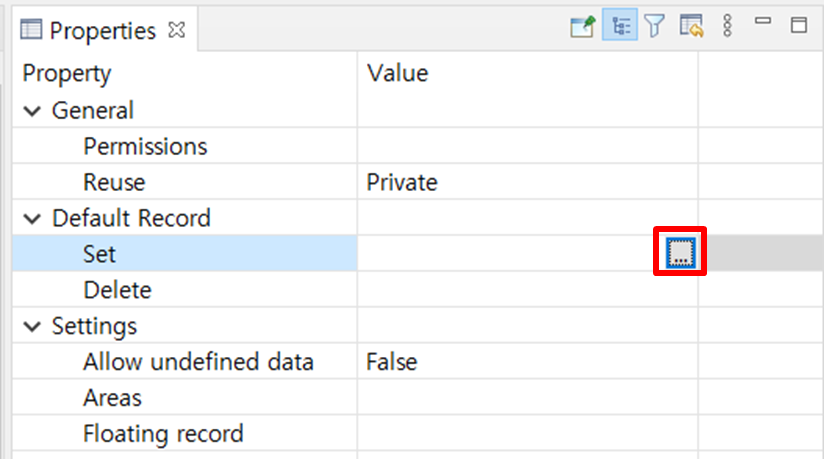 Properties
Property Value
General
Permissions
Reuse Private
Default Record
Set ...
Delete
Settings
Allow undefined data False
Areas
Floating record